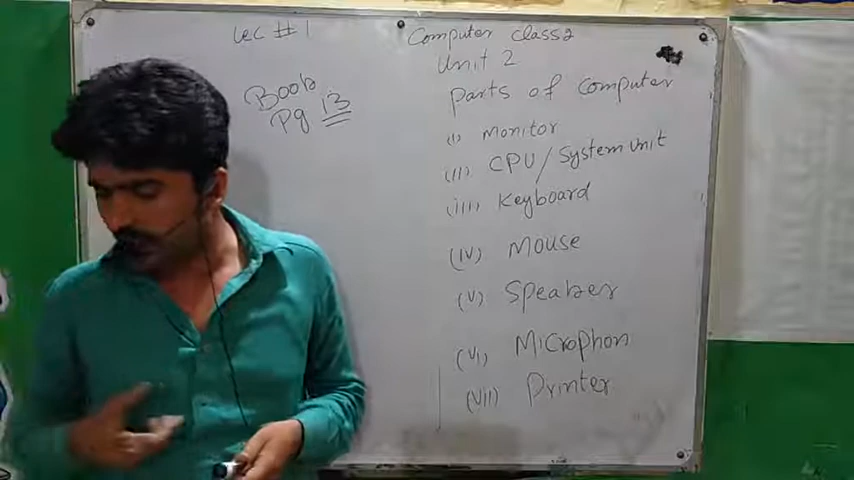 Lec # 1
Computer Class 2
Unit 2
Book
Pg 13
Parts of Computer
(i) Monitor
(ii) CPU / System unit
(iii) Keyboard
(iv) Mouse
(v) Speaker
(vi) Microphon
(vii) Printer